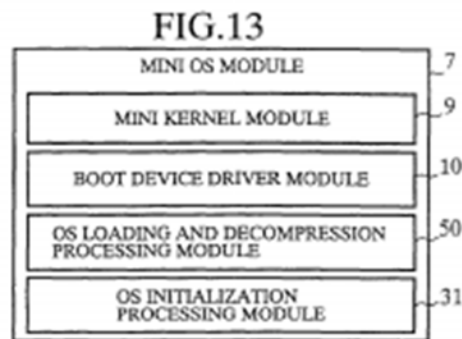 FIG.13
MINI OS MODULE
7
MINI KERNEL MODULE
9
BOOT DEVICE DRIVER MODULE
10
OS LOADING AND DECOMPRESSION
PROCESSING MODULE
50
OS INITIALIZATION
PROCESSING MODULE
31